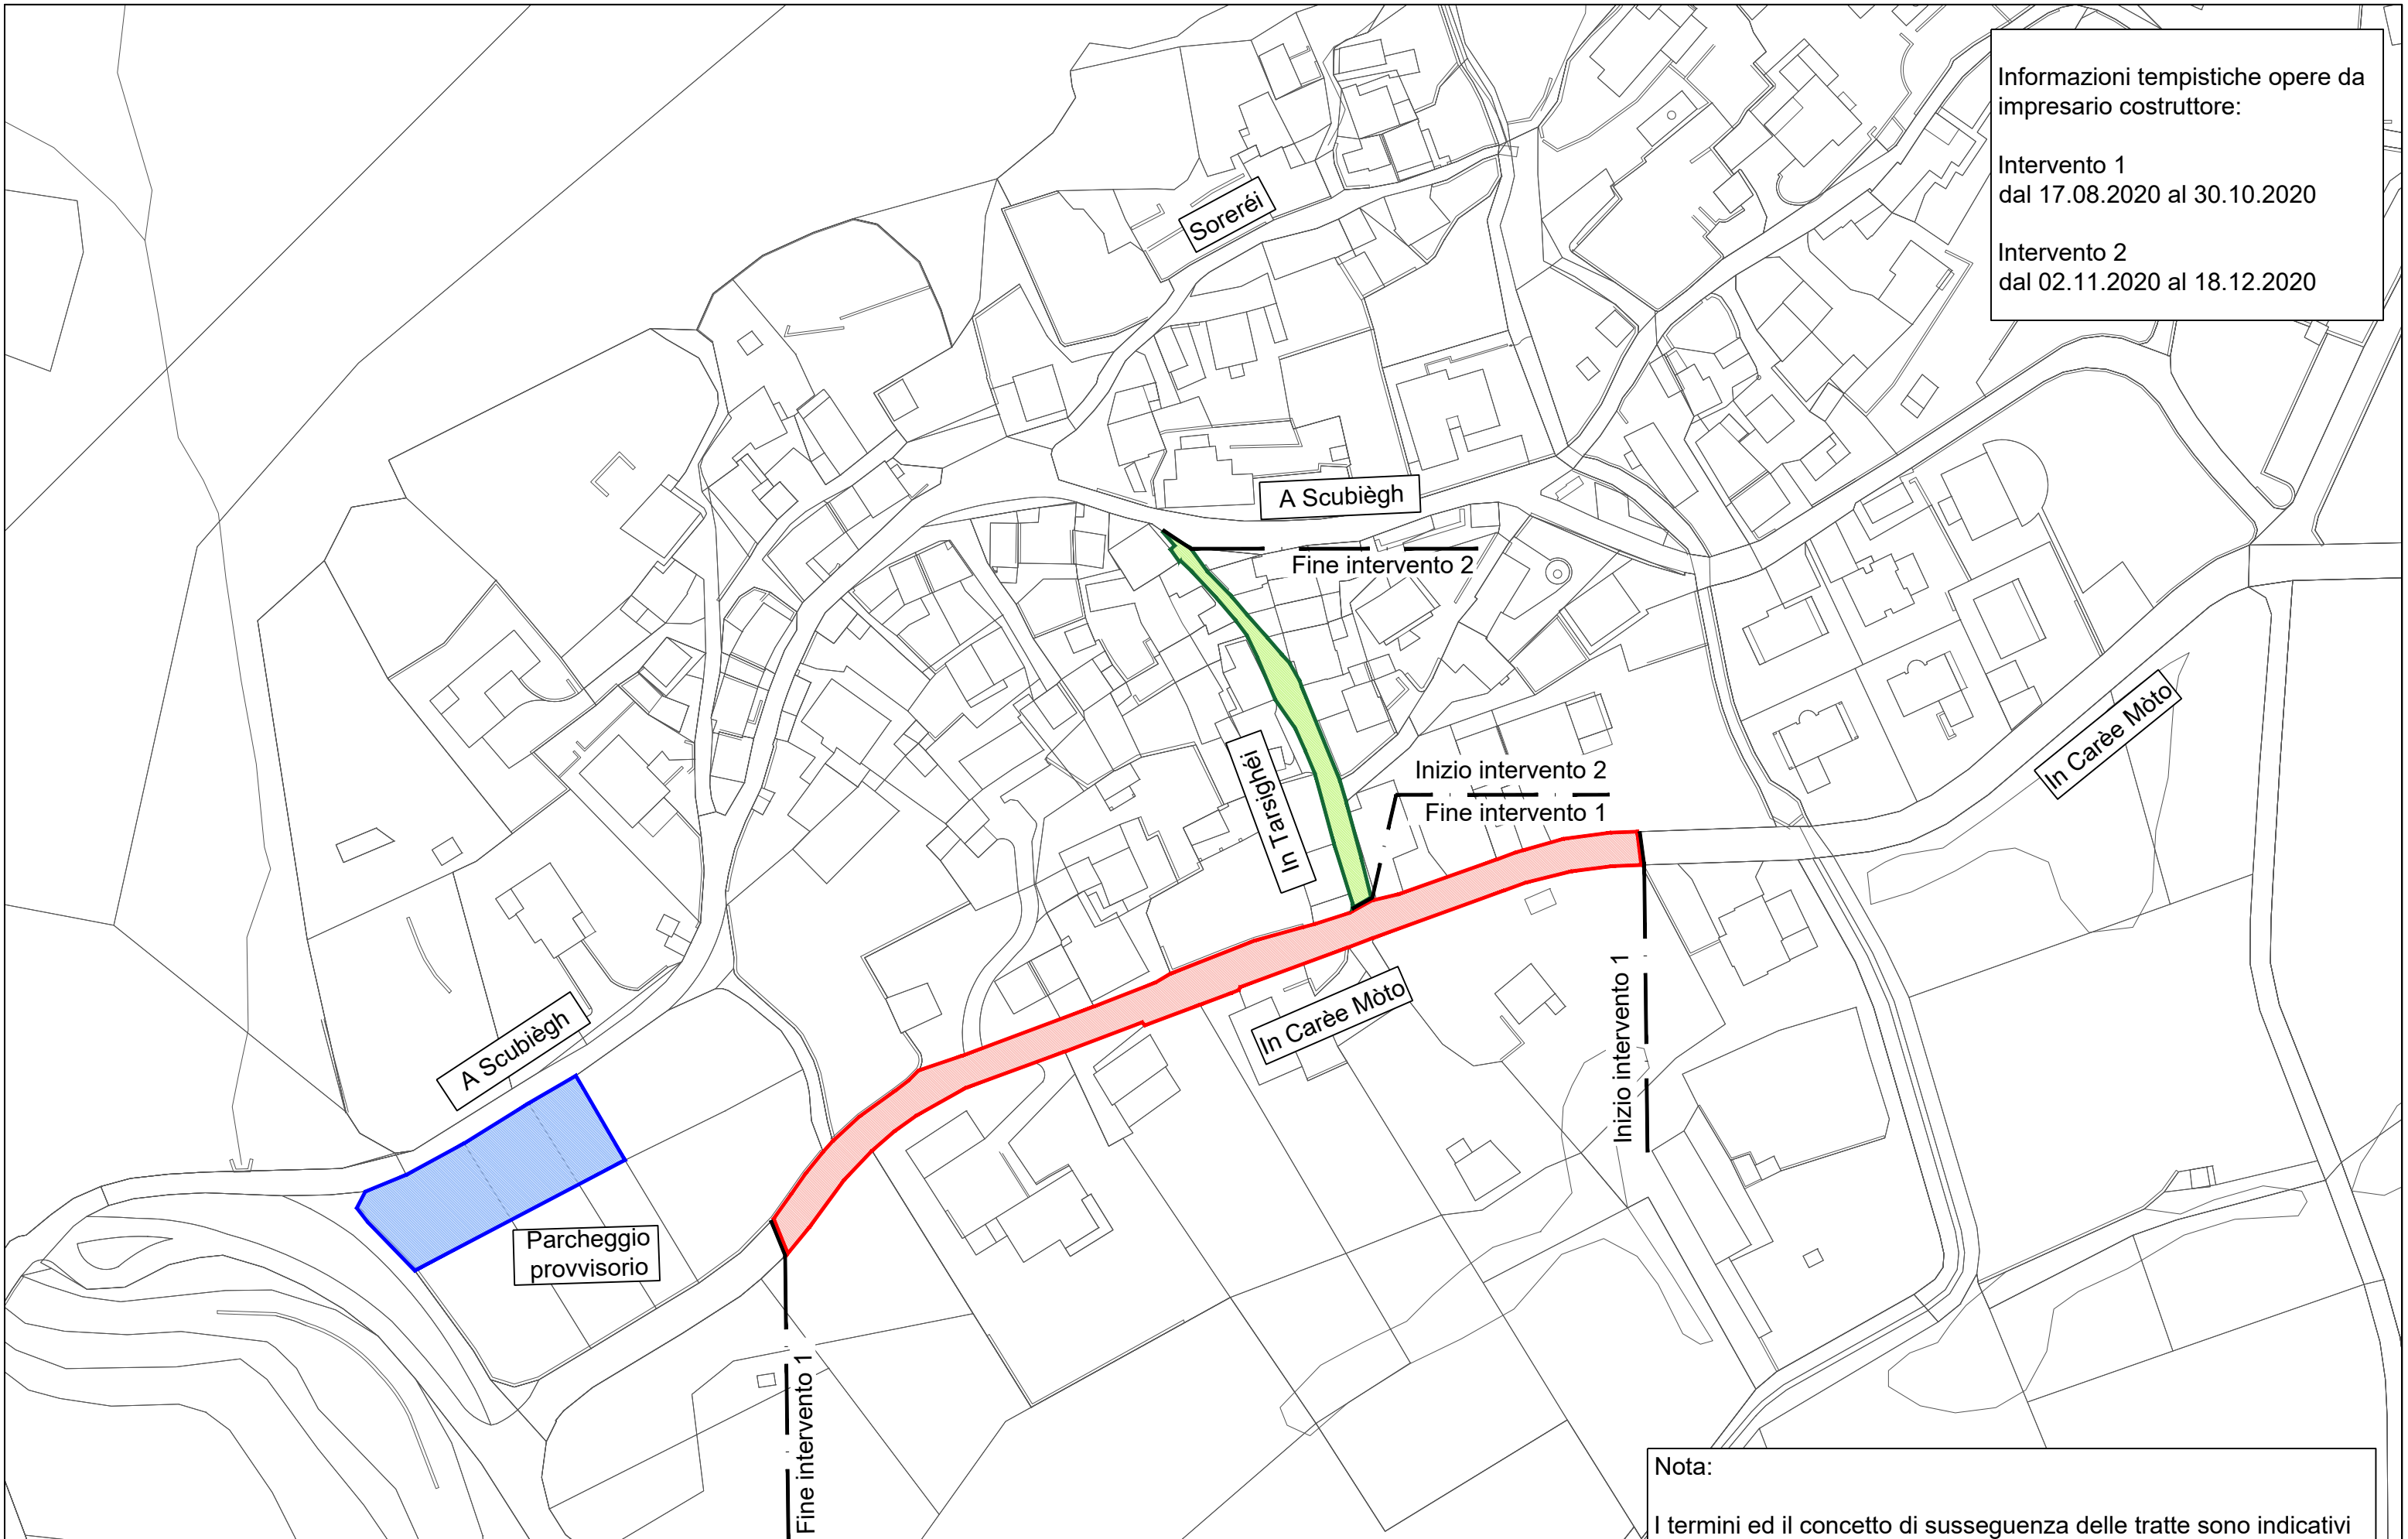 Informazioni tempistiche opere da
impresario costruttore:
Intervento 1
dal 17.08.2020 al 30.10.2020
Intervento 2
dal 02.11.2020 al 18.12.2020
Soreréi
A Scubiègh
Fine intervento 2
In Carèe Mòto
In Tarsighéi
Inizio intervento 2
Fine intervento 1
In Carèe Mòto
Inizio intervento 1
A Scubiègh
Parcheggio
provvisorio
Fine intervento 1
Nota:
I termini ed il concetto di susseguenza delle tratte sono indicativi